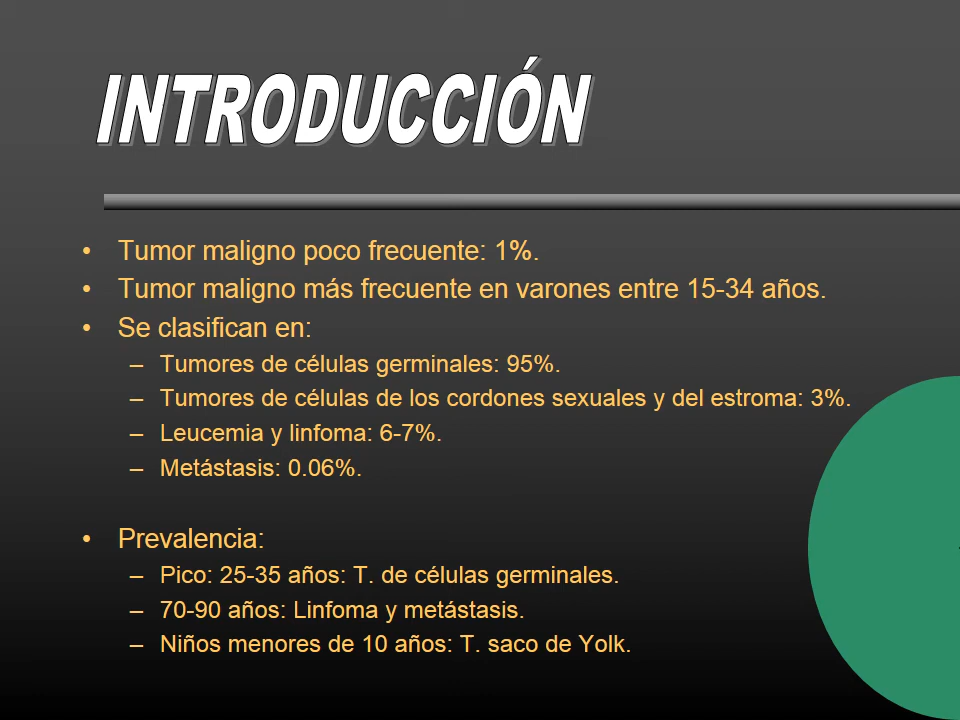 INTRODUCCIÓN
• Tumor maligno poco frecuente: 1%.
• Tumor maligno más frecuente en varones entre 15-34 años.
• Se clasifican en:
– Tumores de células germinales: 95%.
– Tumores de células de los cordones sexuales y del estroma: 3%.
– Leucemia y linfoma: 6-7%.
– Metástasis: 0.06%.
• Prevalencia:
– Pico: 25-35 años: T. de células germinales.
– 70-90 años: Linfoma y metástasis.
– Niños menores de 10 años: T. saco de Yolk.